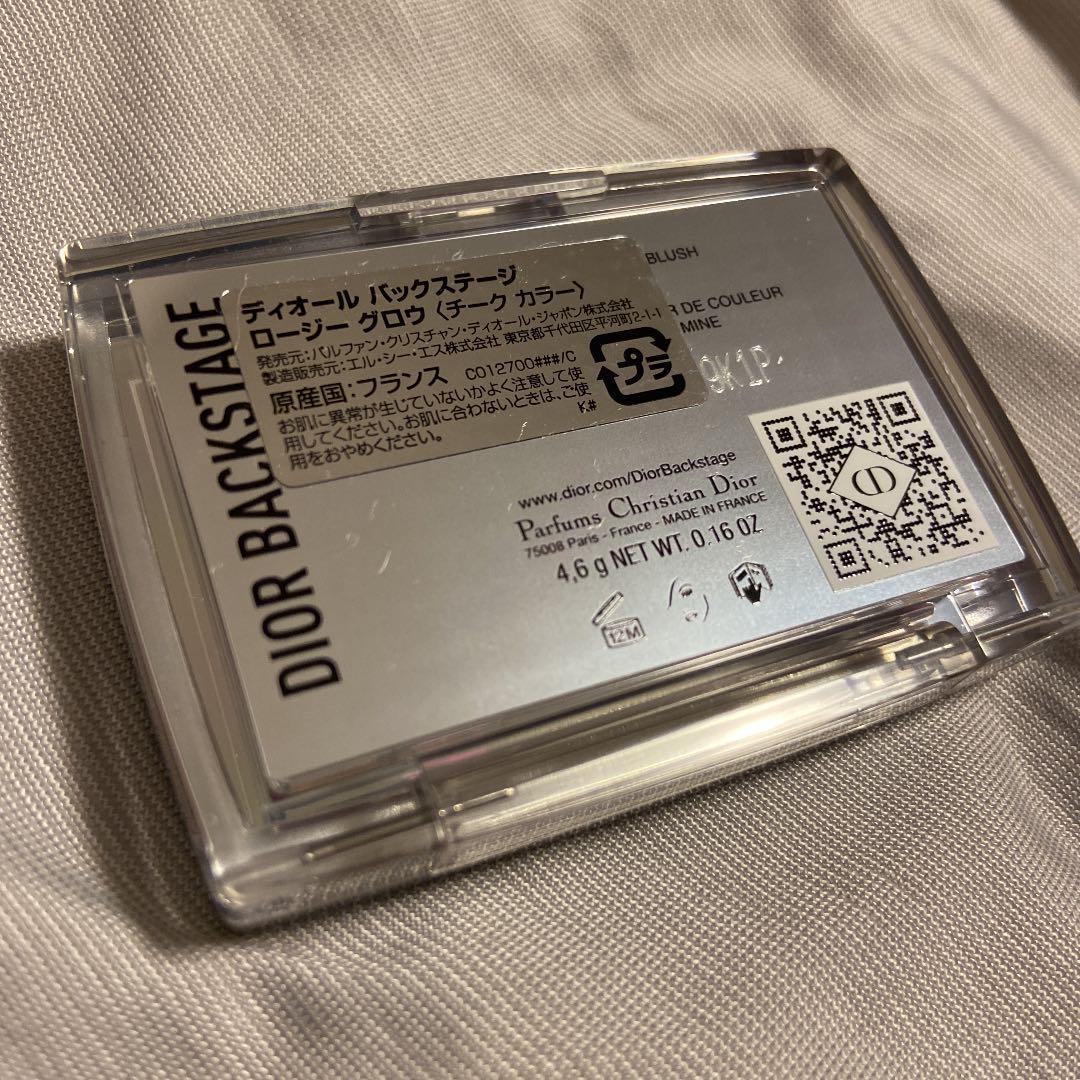 DIOR BACKSTAGE
ディオール バックステージ
ロージー グロウ〈チーク カラー〉
発売元:パルファン・クリスチャン・ディオール・ジャポン株式会社
製造販売元:エル・シー・エス株式会社 東京都千代田区平河町2-1-1
原産国:フランス C012700###/C
お肌に異常が生じていないかよく注意して使
用してください。お肌に合わないときは、ご使
用をおやめください。
K#
プラ
BLUSH
DE COULEUR
MINE
9K1P
www.dior.com/DiorBackstage
Parfums Christian Dior
75008 Paris - France - MADE IN FRANCE
4,6 g NET WT. 0.16 OZ
12M
CD